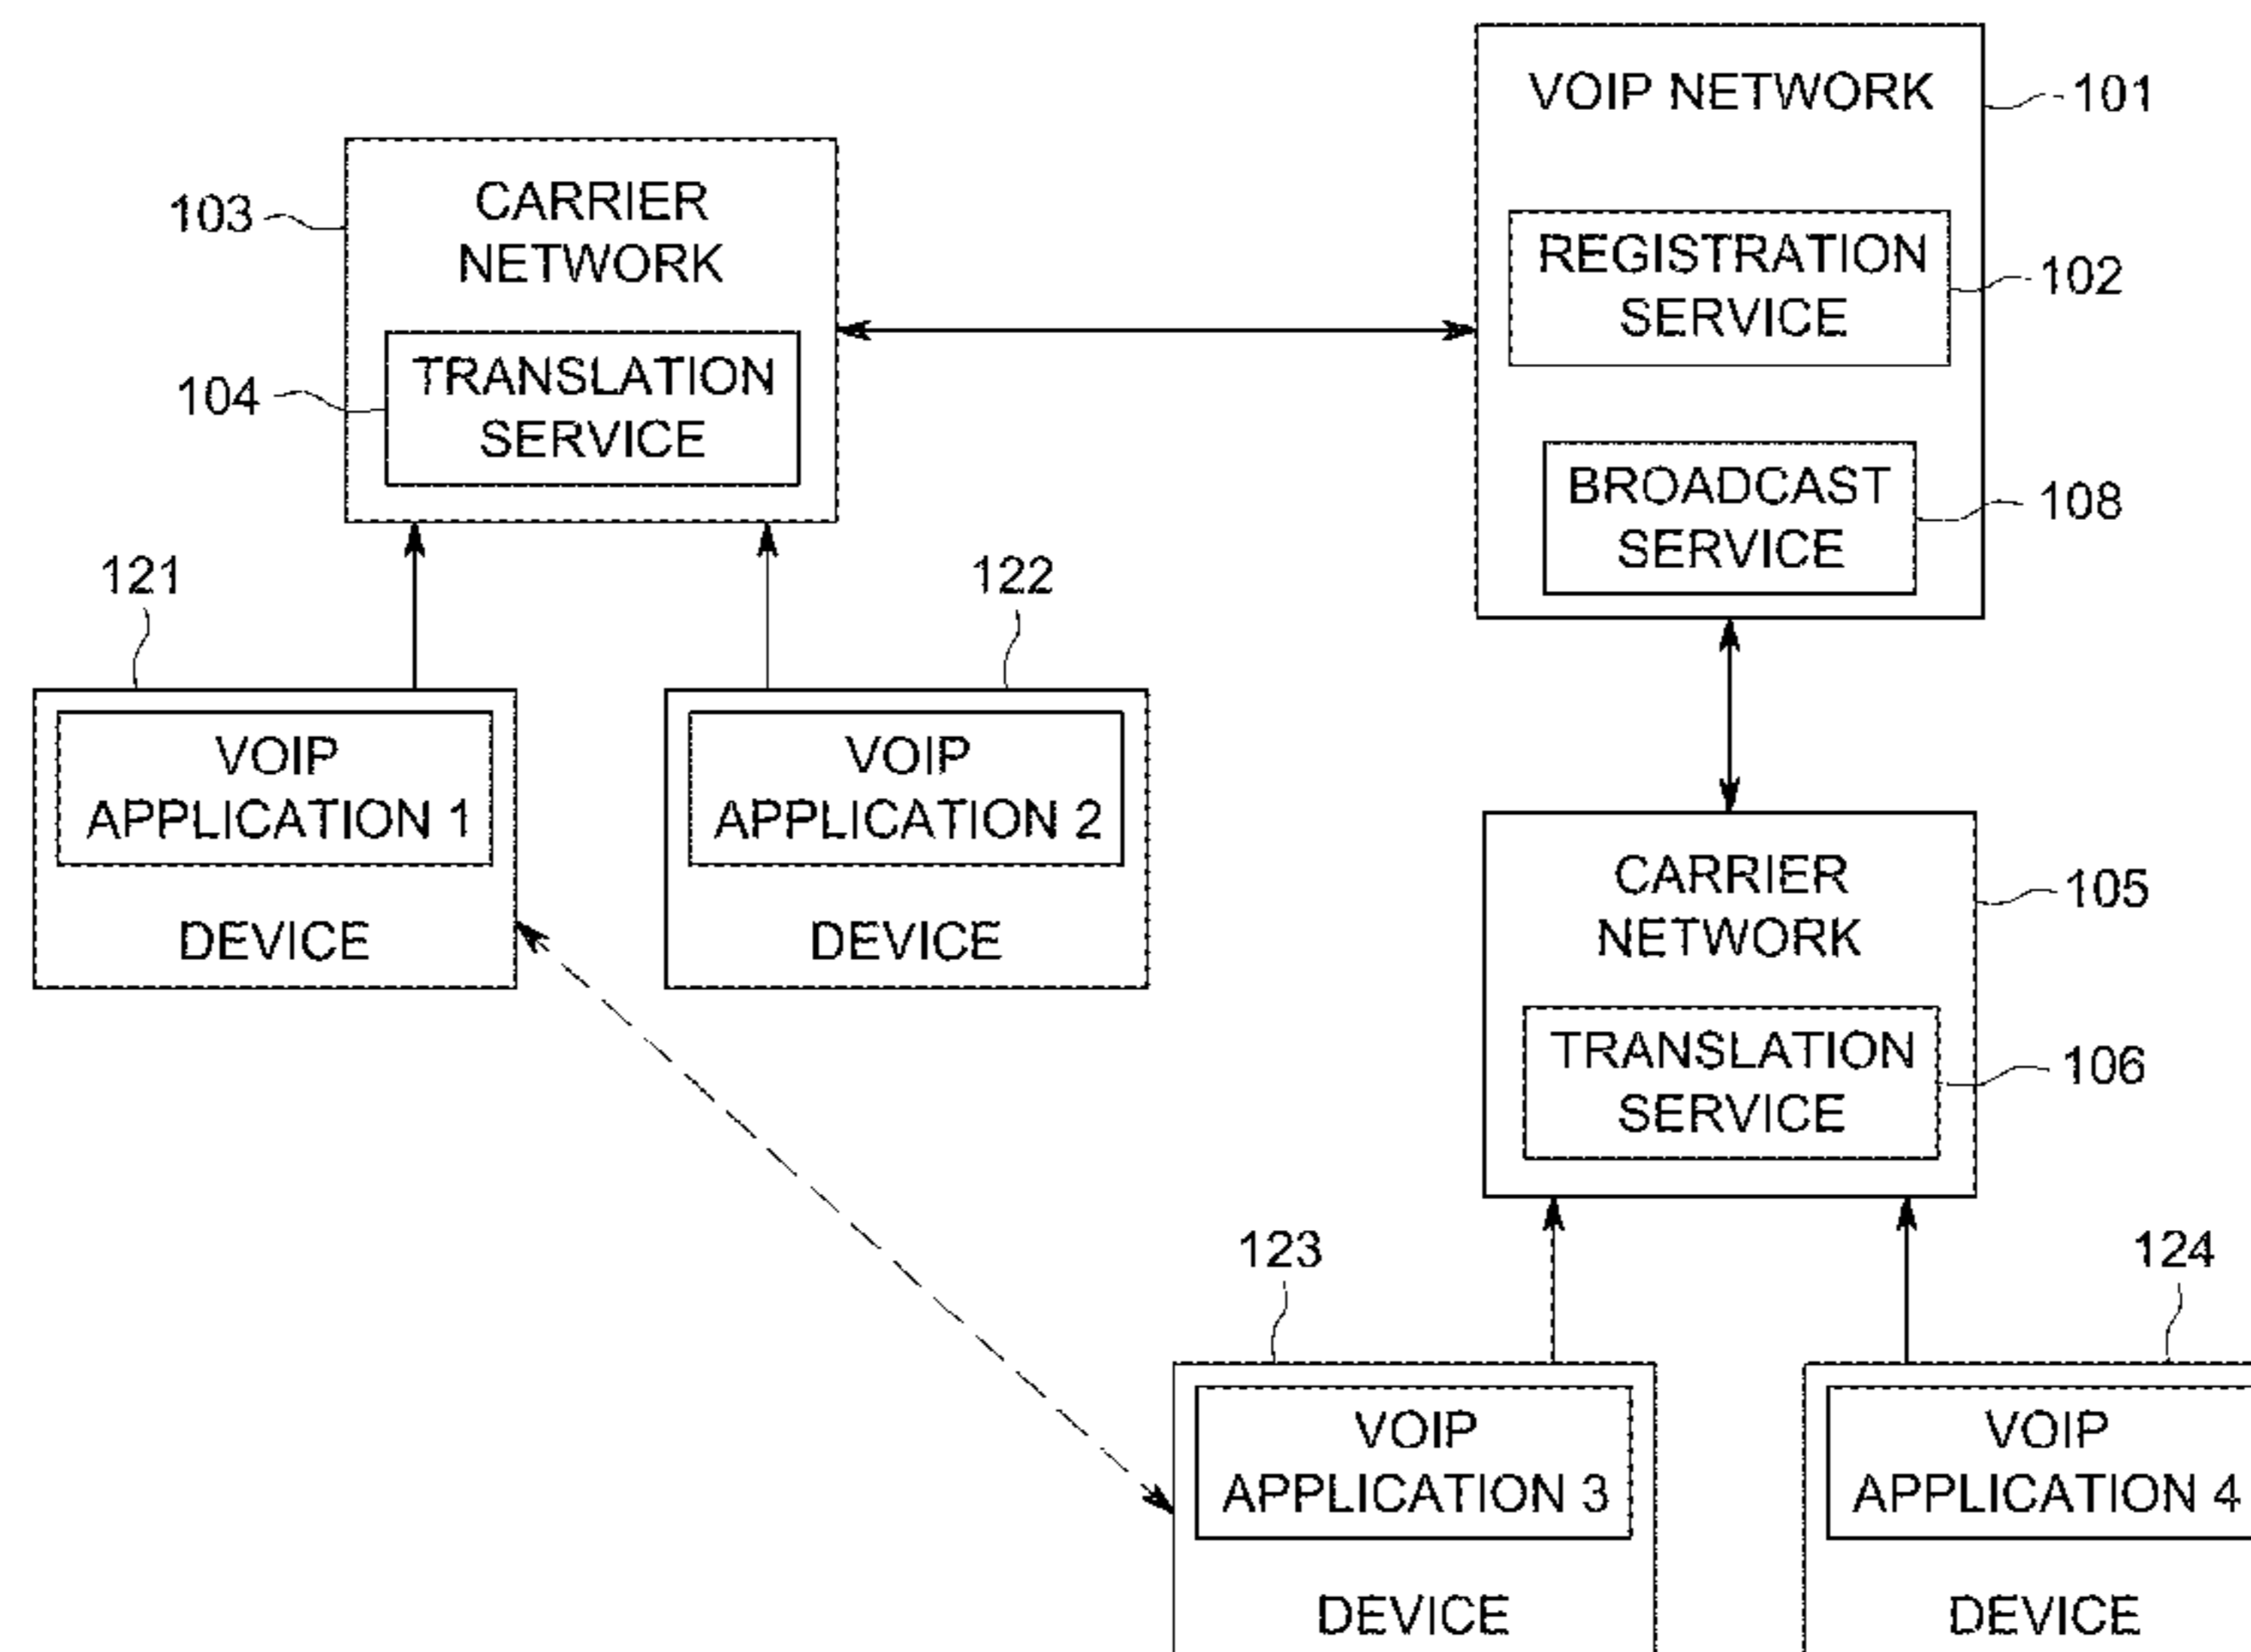 VOIP NETWORK
101
REGISTRATION
SERVICE
102
BROADCAST
SERVICE
108
103
CARRIER
NETWORK
104
TRANSLATION
SERVICE
121
VOIP
APPLICATION 1
DEVICE
122
VOIP
APPLICATION 2
DEVICE
CARRIER
NETWORK
105
TRANSLATION
SERVICE
106
123
VOIP
APPLICATION 3
DEVICE
124
VOIP
APPLICATION 4
DEVICE